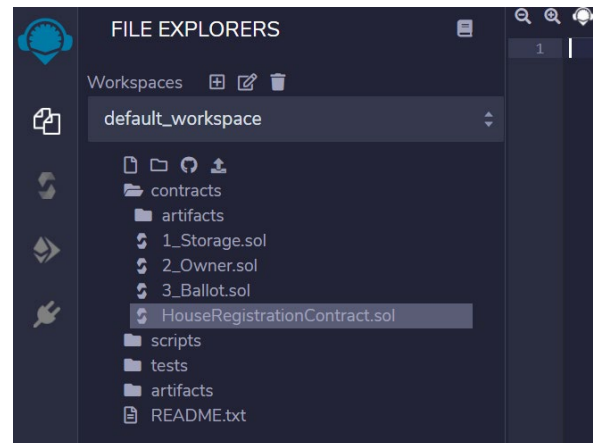 FILE EXPLORERS
1
Workspaces
default_workspace
contracts
artifacts
1_Storage.sol
2_Owner.sol
3_Ballot.sol
HouseRegistrationContract.sol
scripts
tests
artifacts
README.txt